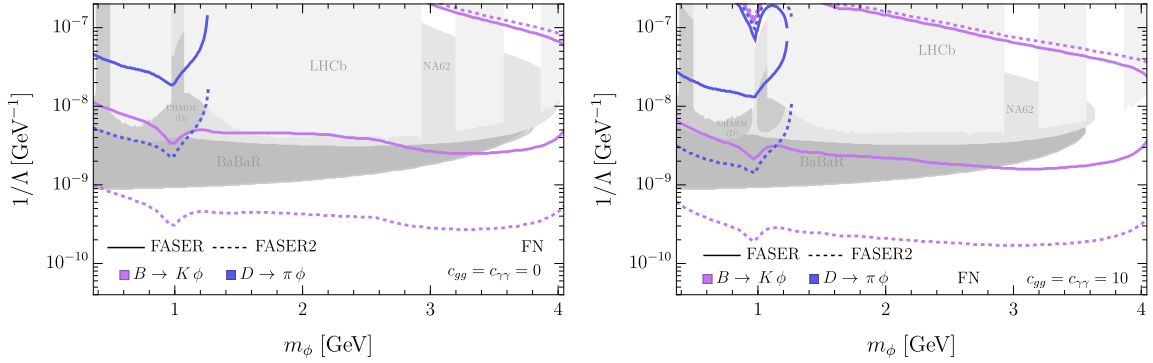 1/Λ [GeV⁻¹]
10⁻⁷
10⁻⁸
10⁻⁹
10⁻¹⁰
LHCb
NA62
CHARM
(D)
BaBaR
FASER FASER2 FN
B → K ϕ D → π ϕ c_gg = c_γγ = 0
1 2 3 4
m_ϕ [GeV]
1/Λ [GeV⁻¹]
10⁻⁷
10⁻⁸
10⁻⁹
10⁻¹⁰
LHCb
NA62
CHARM
(D)
BaBaR
FASER FASER2
B → K ϕ D → π ϕ FN c_gg = c_γγ = 10
1 2 3 4
m_ϕ [GeV]